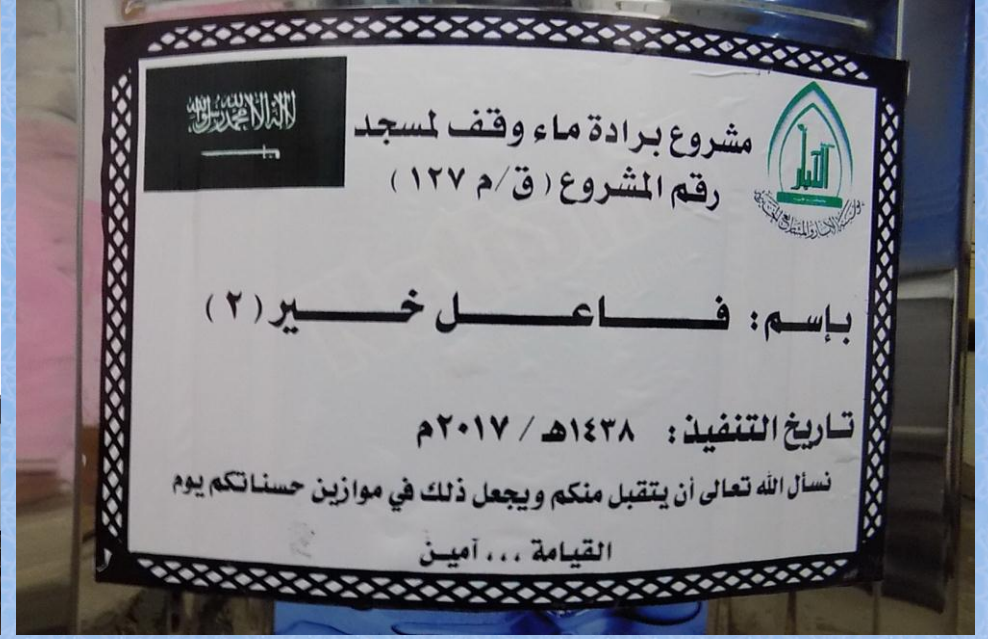 لا إله إلا الله محمد رسول الله
مشروع برادة ماء وقف لمسجد
رقم المشروع ( ق/م ١٢٧ )
بإسم : فاعل خير ( ٢ )
تاريخ التنفيذ : ١٤٣٨هـ / ٢٠١٧م
نسأل الله تعالى أن يتقبل منكم ويجعل ذلك في موازين حسناتكم يوم
القيامة ... آمين